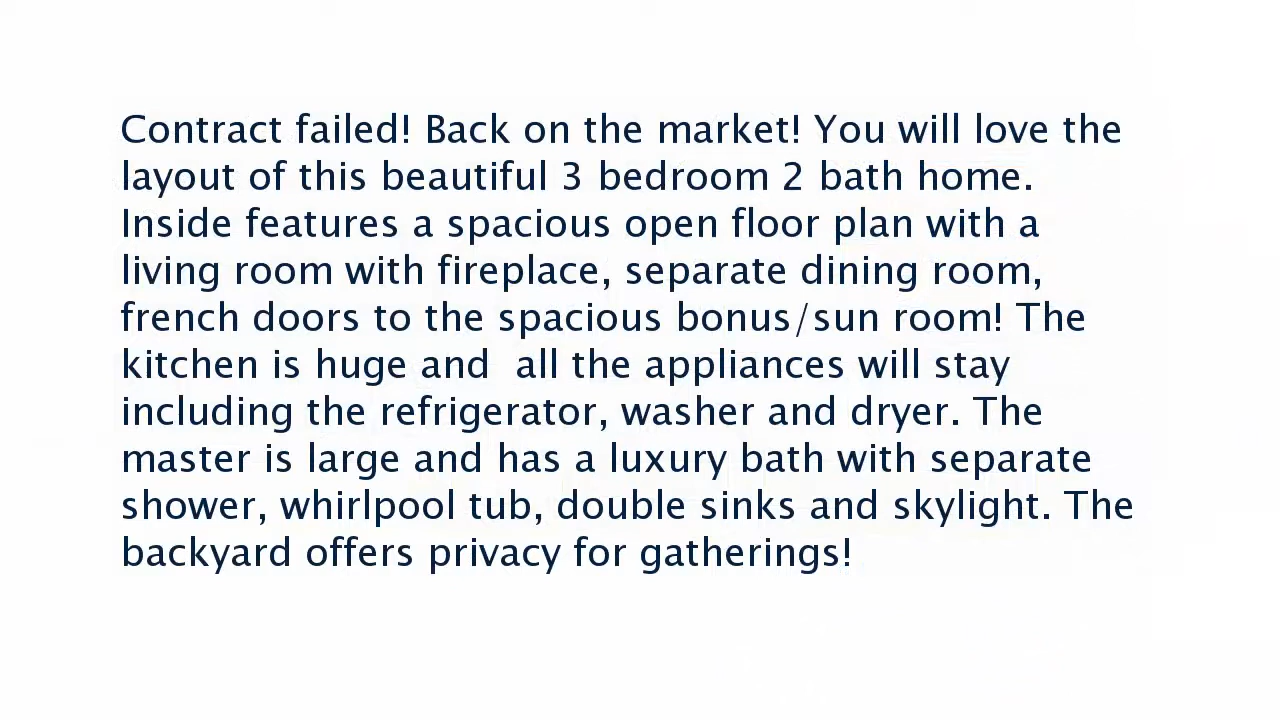 Contract failed! Back on the market! You will love the
layout of this beautiful 3 bedroom 2 bath home.
Inside features a spacious open floor plan with a
living room with fireplace, separate dining room,
french doors to the spacious bonus/sun room! The
kitchen is huge and  all the appliances will stay
including the refrigerator, washer and dryer. The
master is large and has a luxury bath with separate
shower, whirlpool tub, double sinks and skylight. The
backyard offers privacy for gatherings!